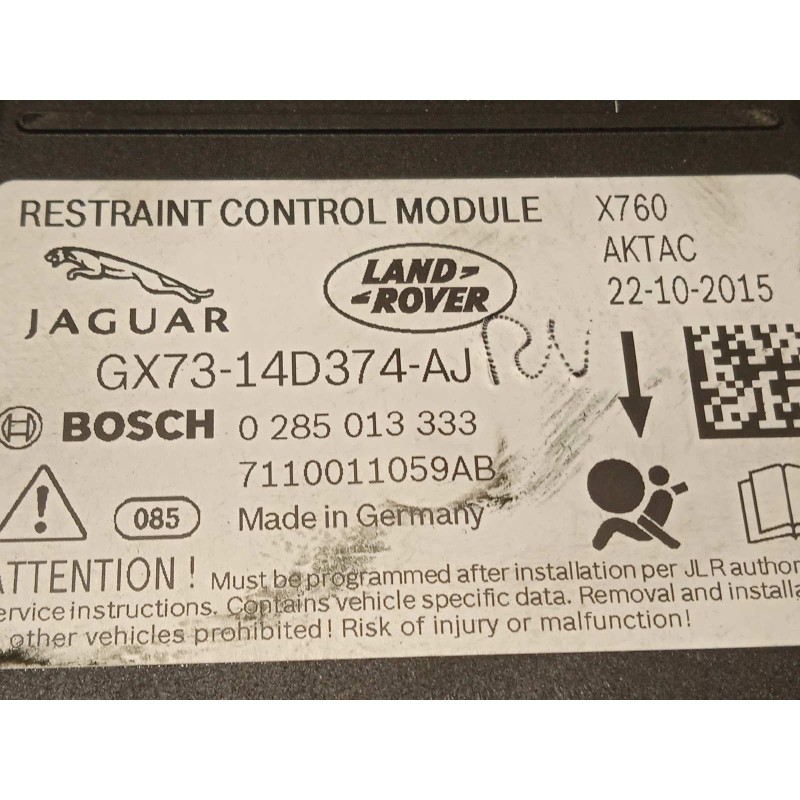 RESTRAINT CONTROL MODULE X760
AKTAC
22-10-2015
JAGUAR
LAND-
-ROVER
GX73-14D374-AJ
BOSCH 0 285 013 333
7110011059AB
085 Made in Germany
ATTENTION ! Must be programmed after installation per JLR author
ervice instructions. Contains vehicle specific data. Removal and installa
other vehicles prohibited! Risk of injury or malfunction!